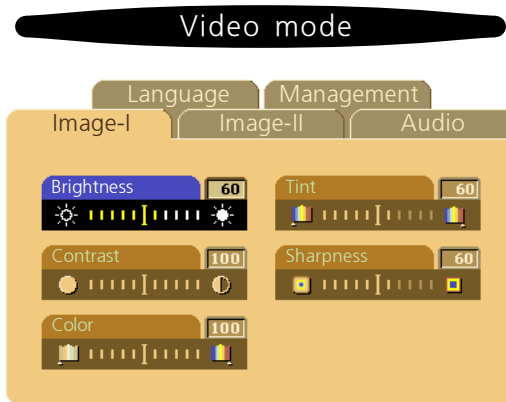 Video mode
Language Management
Image-I Image-II Audio
Brightness 60
Tint 60
Contrast 100
Sharpness 60
Color 100